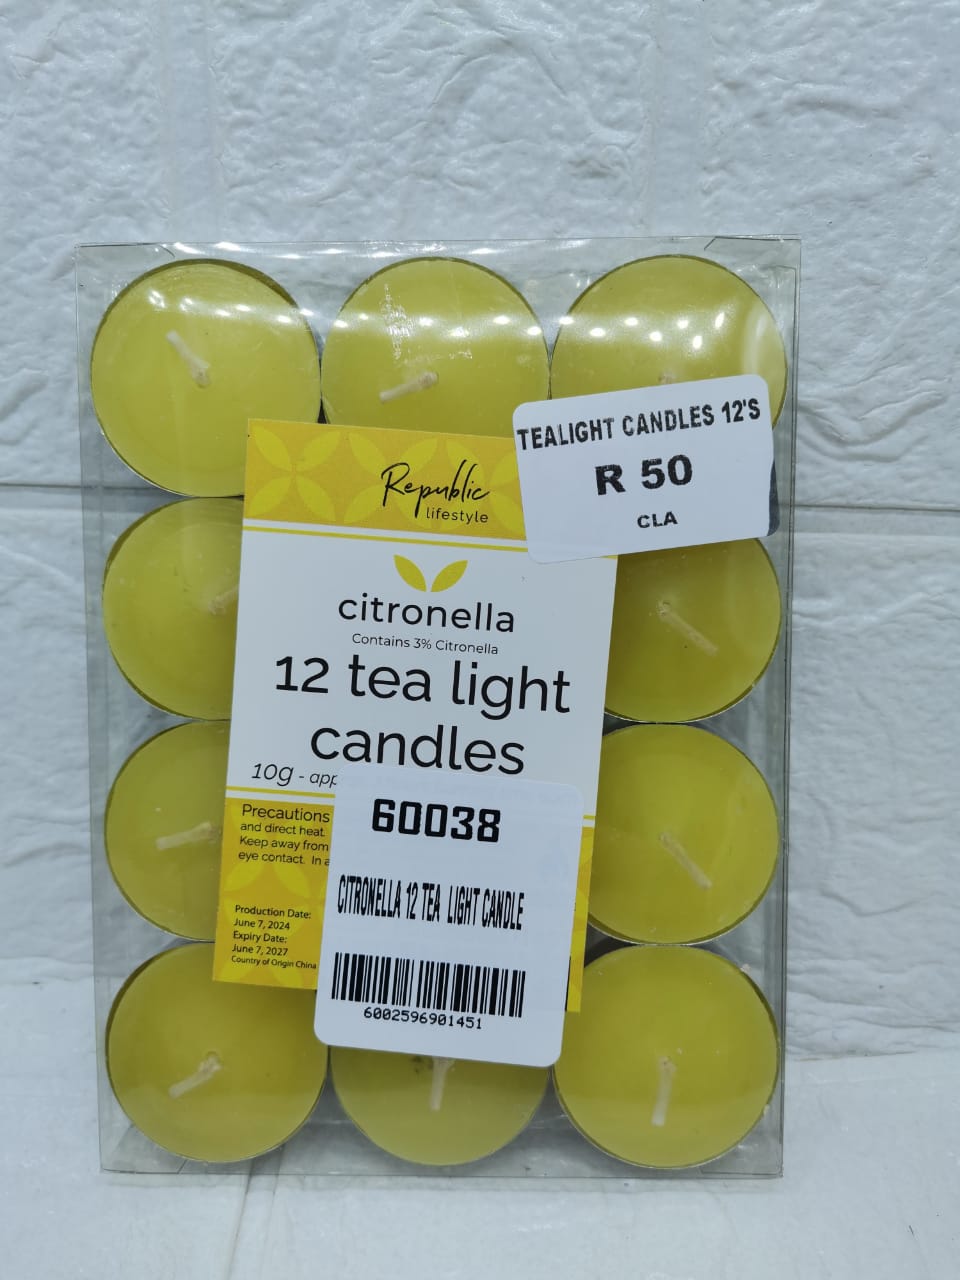 TEALIGHT CANDLES 12'S
R 50
CLA
Republic
lifestyle
citronella
Contains 3% Citronella
12 tea light
candles
10g - app
Precautions
and direct heat.
Keep away from
eye contact. In a
Production Date:
June 7, 2024
Expiry Date:
June 7, 2027
Country of Origin China
60038
CITRONELLA 12 TEA LIGHT CANDLE
6002596901451